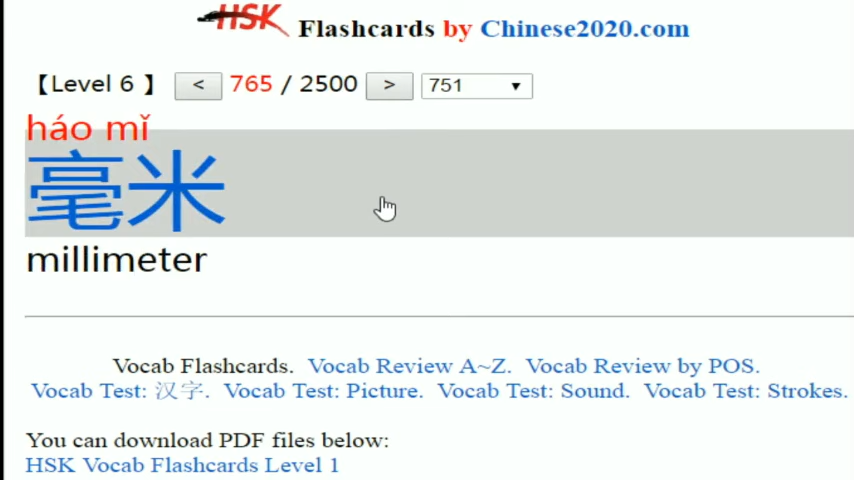 HSK Flashcards by Chinese2020.com
【Level 6 】 < 765 / 2500 > 751
háo mǐ
毫米
millimeter
Vocab Flashcards. Vocab Review A~Z. Vocab Review by POS.
Vocab Test: 汉字. Vocab Test: Picture. Vocab Test: Sound. Vocab Test: Strokes.
You can download PDF files below:
HSK Vocab Flashcards Level 1